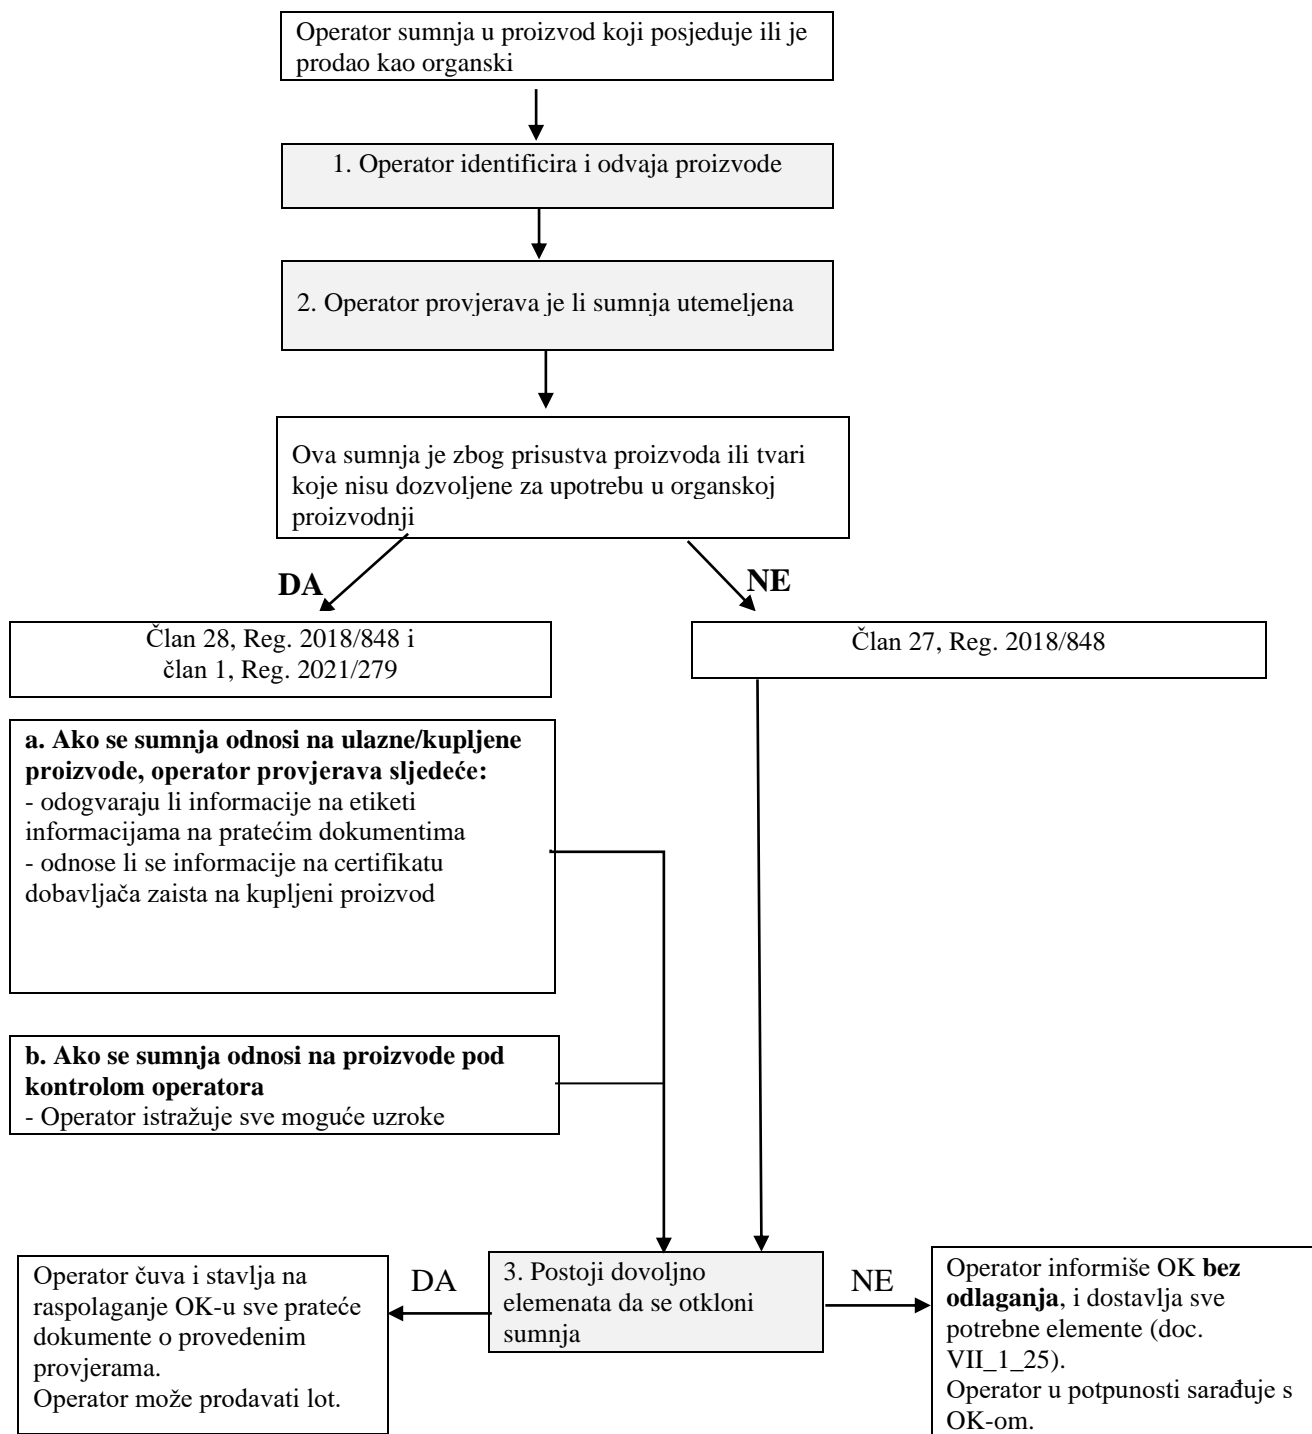 Operator sumnja u proizvod koji posjeduje ili je
prodao kao organski
1. Operator identificira i odvaja proizvode
2. Operator provjerava je li sumnja utemeljena
Ova sumnja je zbog prisustva proizvoda ili tvari
koje nisu dozvoljene za upotrebu u organskoj
proizvodnji
DA
NE
Član 28, Reg. 2018/848 i
član 1, Reg. 2021/279
Član 27, Reg. 2018/848
a. Ako se sumnja odnosi na ulazne/kupljene
proizvode, operator provjerava sljedeće:
- odogvaraju li informacije na etiketi
informacijama na pratećim dokumentima
- odnose li se informacije na certifikatu
dobavljača zaista na kupljeni proizvod
b. Ako se sumnja odnosi na proizvode pod
kontrolom operatora
- Operator istražuje sve moguće uzroke
Operator čuva i stavlja na
raspolaganje OK-u sve prateće
dokumente o provedenim
provjerama.
Operator može prodavati lot.
DA
3. Postoji dovoljno
elemenata da se otkloni
sumnja
NE
Operator informiše OK bez
odlaganja, i dostavlja sve
potrebne elemente (doc.
VII_1_25).
Operator u potpunosti sarađuje s
OK-om.